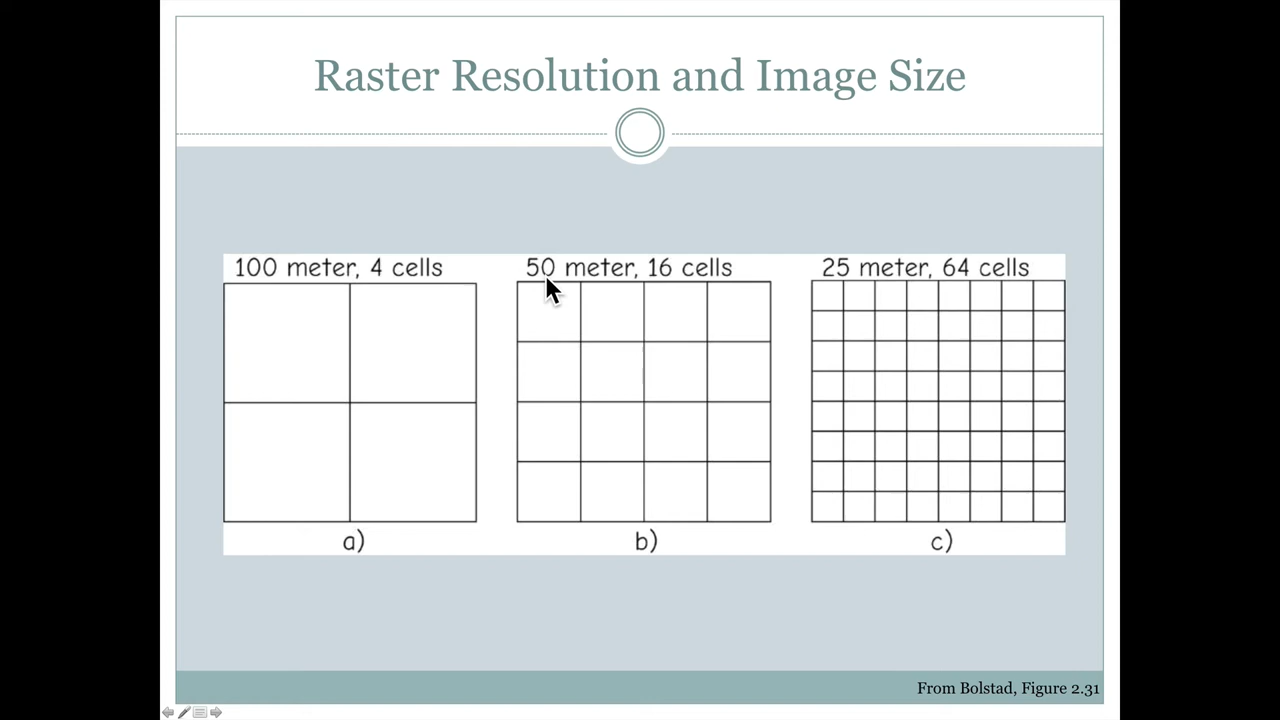 Raster Resolution and Image Size
100 meter, 4 cells
50 meter, 16 cells
25 meter, 64 cells
a)
b)
c)
From Bolstad, Figure 2.31